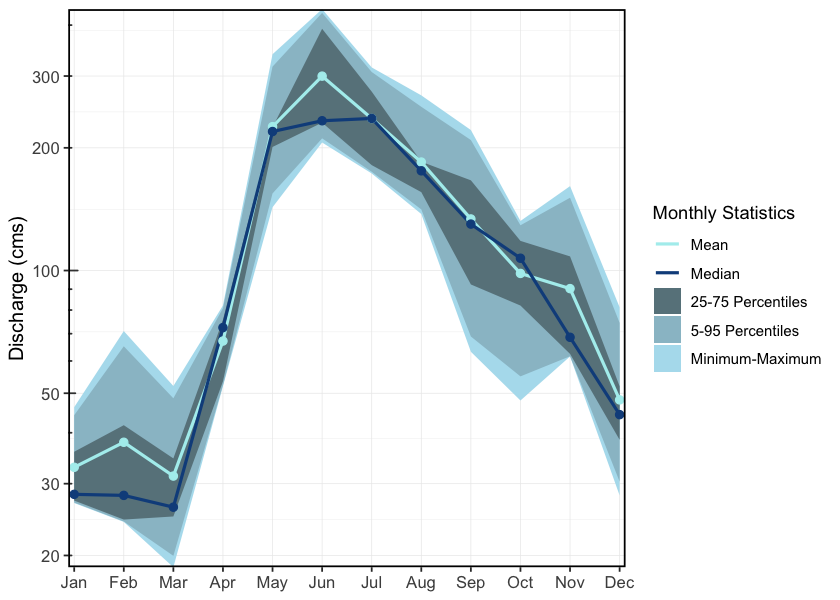 Discharge (cms)
300
200
100
50
30
20
Jan Feb Mar Apr May Jun Jul Aug Sep Oct Nov Dec
Monthly Statistics
Mean
Median
25-75 Percentiles
5-95 Percentiles
Minimum-Maximum